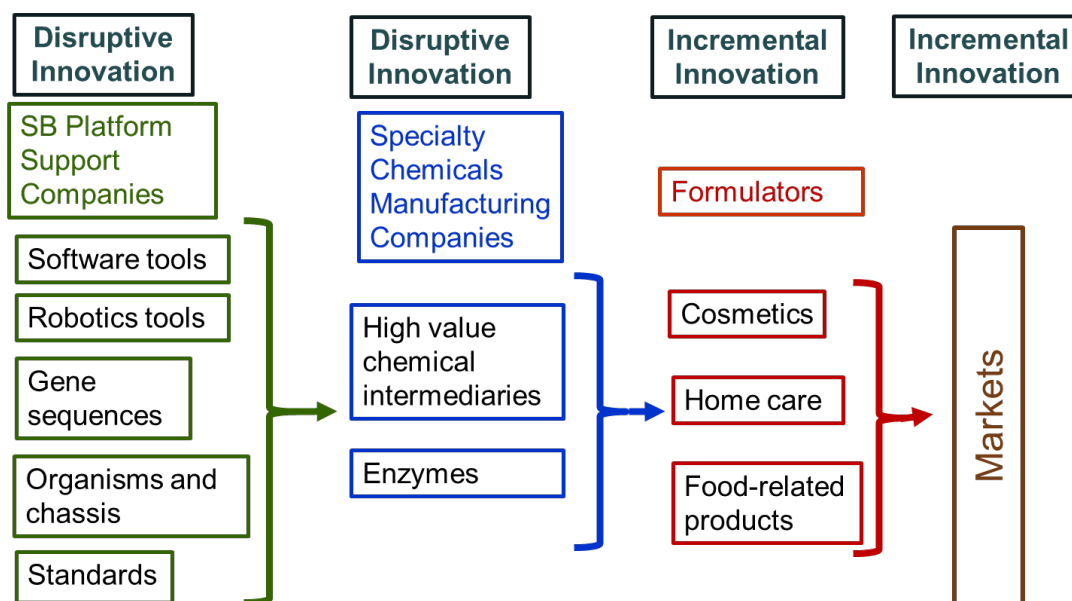 Disruptive
Innovation
Disruptive
Innovation
Incremental
Innovation
Incremental
Innovation
SB Platform
Support
Companies
Software tools
Robotics tools
Gene
sequences
Organisms and
chassis
Standards
Specialty
Chemicals
Manufacturing
Companies
High value
chemical
intermediaries
Enzymes
Formulators
Cosmetics
Home care
Food-related
products
Markets